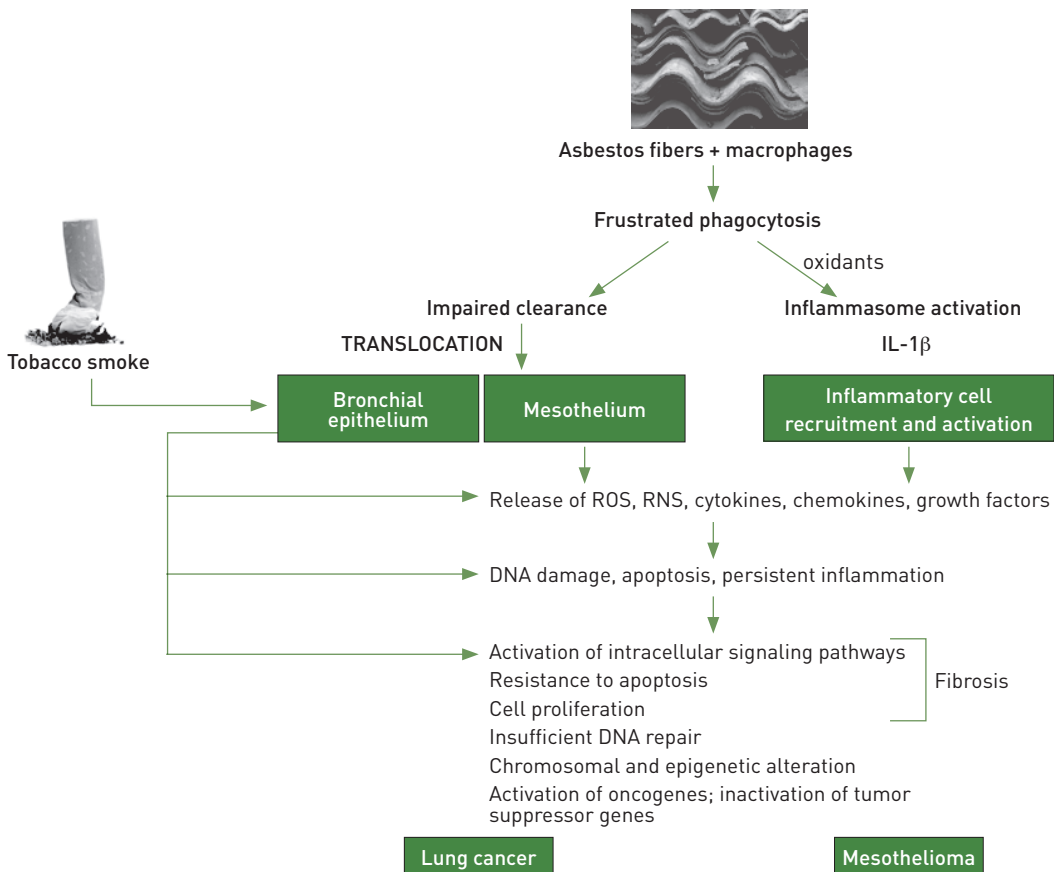 Asbestos fibers + macrophages
Frustrated phagocytosis
oxidants
Impaired clearance
Inflammasome activation
TRANSLOCATION
IL-1β
Tobacco smoke
Bronchial
epithelium
Mesothelium
Inflammatory cell
recruitment and activation
Release of ROS, RNS, cytokines, chemokines, growth factors
DNA damage, apoptosis, persistent inflammation
Activation of intracellular signaling pathways
Resistance to apoptosis
Cell proliferation
Fibrosis
Insufficient DNA repair
Chromosomal and epigenetic alteration
Activation of oncogenes; inactivation of tumor
suppressor genes
Lung cancer
Mesothelioma